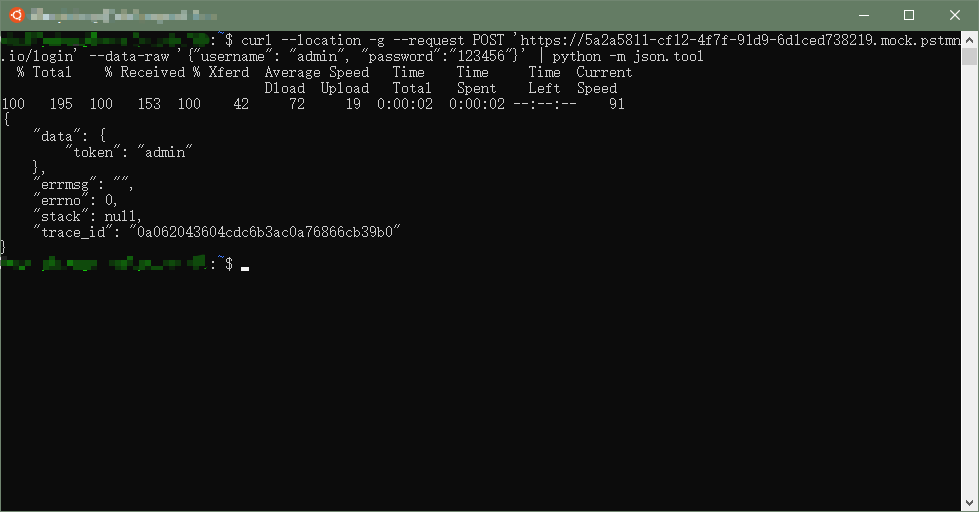 :~$ curl --location -g --request POST 'https://5a2a5811-cf12-4f7f-91d9-6d1ced738219.mock.pstmn
.io/login' --data-raw '{"username": "admin", "password":"123456"}' | python -m json.tool
% Total % Received % Xferd Average Speed Time Time Time Current
Dload Upload Total Spent Left Speed
100 195 100 153 100 42 72 19 0:00:02 0:00:02 --:--:-- 91
{
"data": {
"token": "admin"
},
"errmsg": "",
"errno": 0,
"stack": null,
"trace_id": "0a062043604cdc6b3ac0a76866cb39b0"
}
:~$